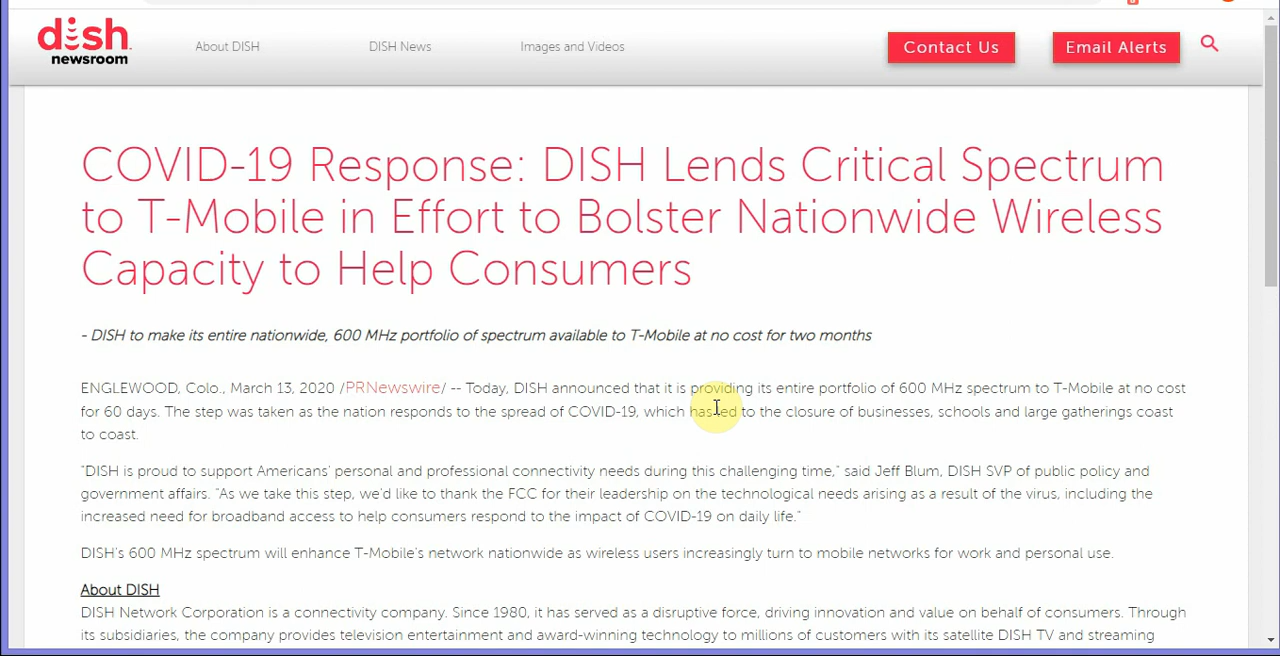 dish
newsroom
About DISH
DISH News
Images and Videos
Contact Us
Email Alerts
COVID-19 Response: DISH Lends Critical Spectrum
to T-Mobile in Effort to Bolster Nationwide Wireless
Capacity to Help Consumers
- DISH to make its entire nationwide, 600 MHz portfolio of spectrum available to T-Mobile at no cost for two months
ENGLEWOOD, Colo., March 13, 2020 /PRNewswire/ -- Today, DISH announced that it is providing its entire portfolio of 600 MHz spectrum to T-Mobile at no cost
for 60 days. The step was taken as the nation responds to the spread of COVID-19, which has led to the closure of businesses, schools and large gatherings coast
to coast.
"DISH is proud to support Americans' personal and professional connectivity needs during this challenging time," said Jeff Blum, DISH SVP of public policy and
government affairs. "As we take this step, we'd like to thank the FCC for their leadership on the technological needs arising as a result of the virus, including the
increased need for broadband access to help consumers respond to the impact of COVID-19 on daily life."
DISH's 600 MHz spectrum will enhance T-Mobile's network nationwide as wireless users increasingly turn to mobile networks for work and personal use.
About DISH
DISH Network Corporation is a connectivity company. Since 1980, it has served as a disruptive force, driving innovation and value on behalf of consumers. Through
its subsidiaries, the company provides television entertainment and award-winning technology to millions of customers with its satellite DISH TV and streaming